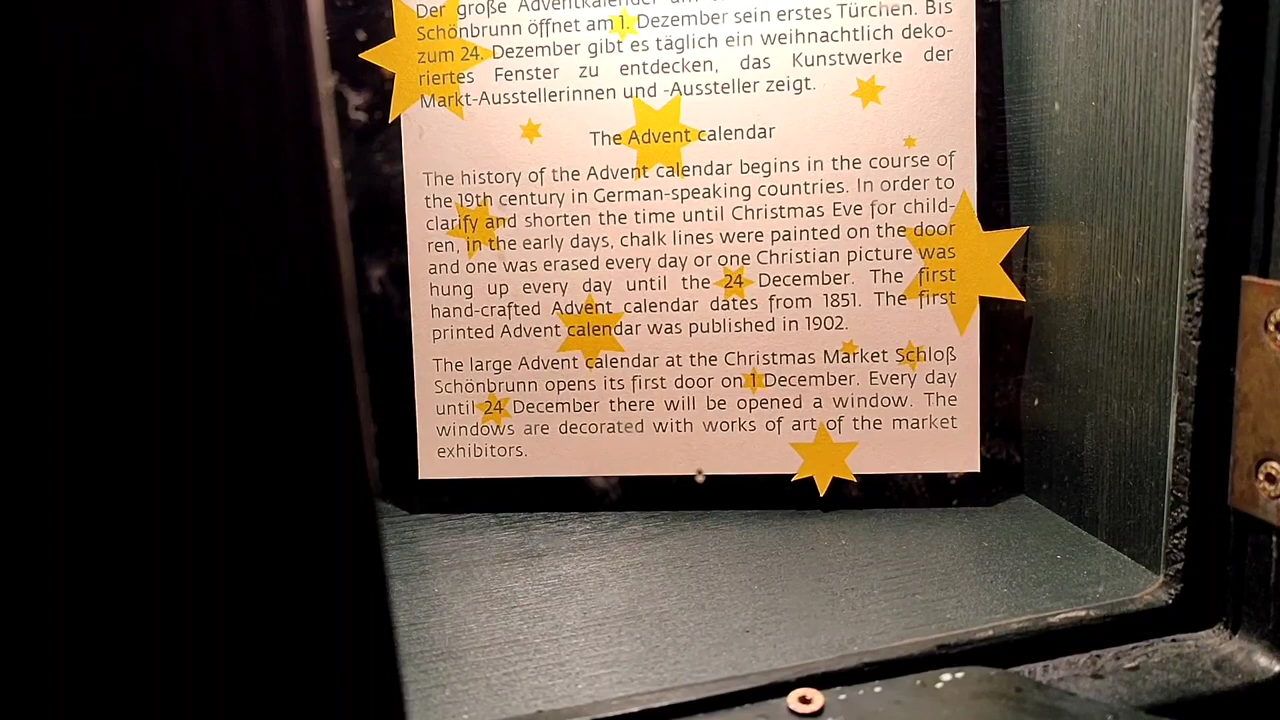 Der große Adventkalender am
Schönbrunn öffnet am 1. Dezember sein erstes Türchen. Bis
zum 24. Dezember gibt es täglich ein weihnachtlich deko-
riertes Fenster zu entdecken, das Kunstwerke der
Markt-Ausstellerinnen und -Aussteller zeigt.
The Advent calendar
The history of the Advent calendar begins in the course of
the 19th century in German-speaking countries. In order to
clarify and shorten the time until Christmas Eve for child-
ren, in the early days, chalk lines were painted on the door
and one was erased every day or one Christian picture was
hung up every day until the 24 December. The first
hand-crafted Advent calendar dates from 1851. The first
printed Advent calendar was published in 1902.
The large Advent calendar at the Christmas Market Schloß
Schönbrunn opens its first door on 1 December. Every day
until 24 December there will be opened a window. The
windows are decorated with works of art of the market
exhibitors.